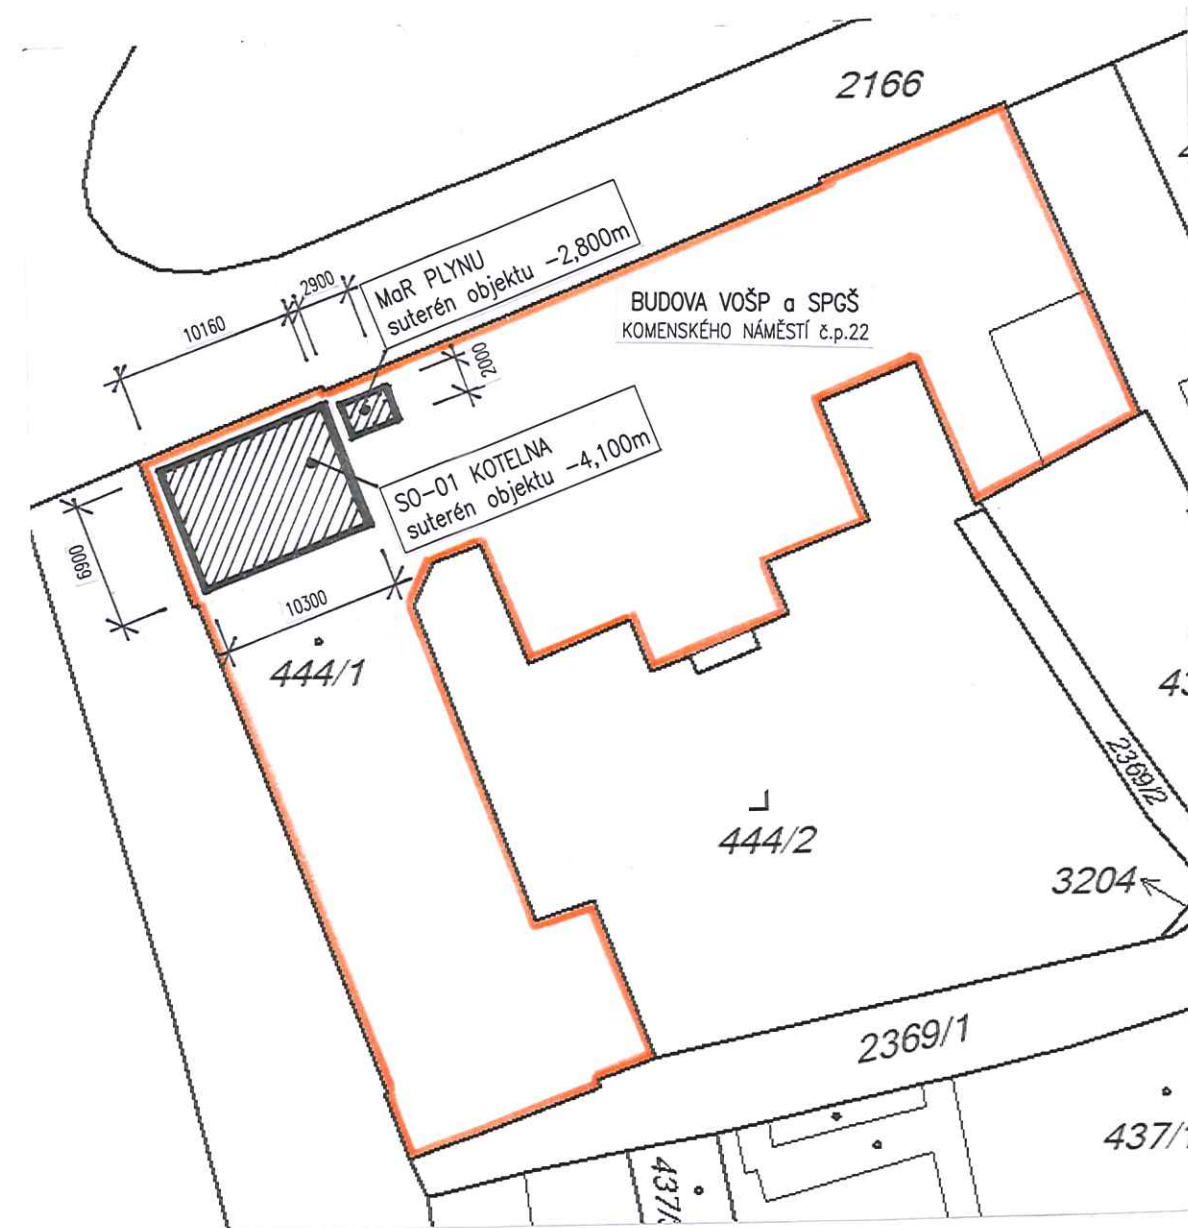 2166
2900
MaR PLYNU
suterén objektu -2,800m
10160
BUDOVA VOŠP a SPGŠ
KOMENSKÉHO NÁMĚSTÍ č.p.22
2000
SO-01 KOTELNA
suterén objektu -4,100m
6900
10300
444/1
2369/2
444/2
3204
2369/1
437/1